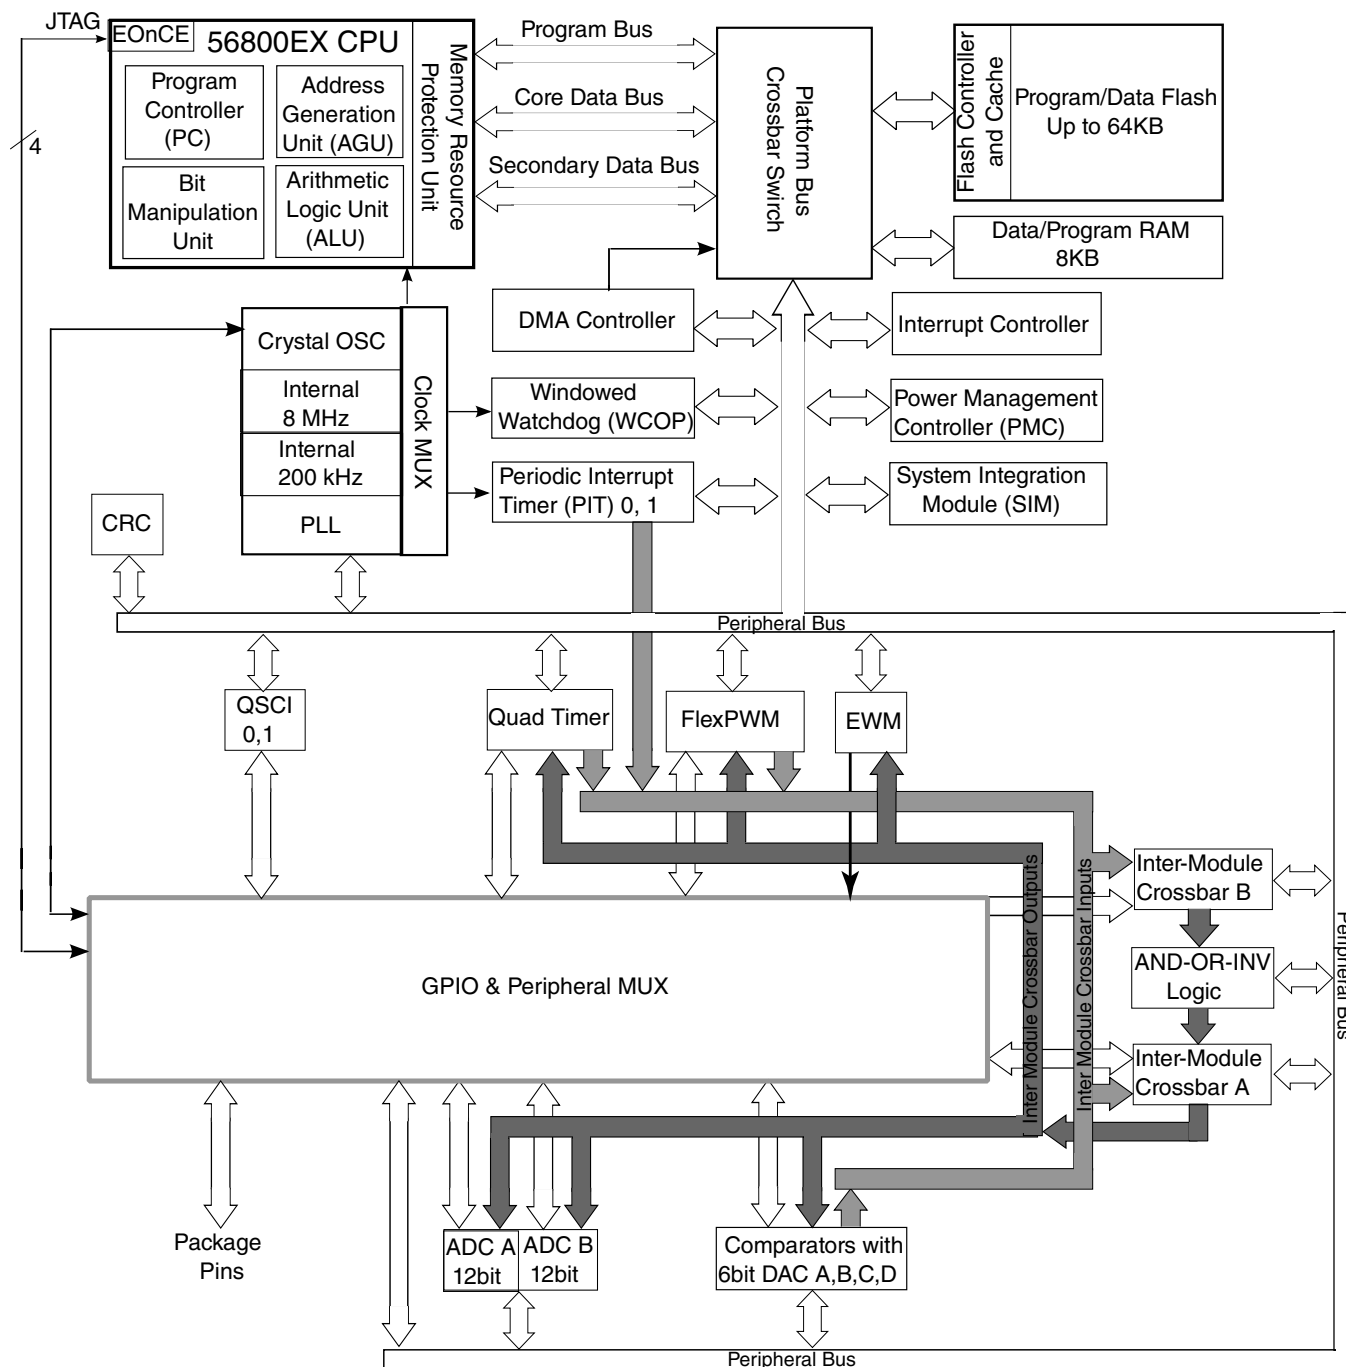 JTAG
EOnCE
56800EX CPU
Program
Controller
(PC)
Address
Generation
Unit (AGU)
Bit
Manipulation
Unit
Arithmetic
Logic Unit
(ALU)
Memory Resource
Protection Unit
4
Program Bus
Core Data Bus
Secondary Data Bus
Platform Bus
Crossbar Swirch
Flash Controller
and Cache
Program/Data Flash
Up to 64KB
Data/Program RAM
8KB
DMA Controller
Interrupt Controller
Crystal OSC
Internal
8 MHz
Internal
200 kHz
PLL
Clock MUX
Windowed
Watchdog (WCOP)
Power Management
Controller (PMC)
Periodic Interrupt
Timer (PIT) 0, 1
System Integration
Module (SIM)
CRC
Peripheral Bus
QSCI
0,1
Quad Timer
FlexPWM
EWM
Inter Module Crossbar Outputs
Inter Module Crossbar Inputs
Inter-Module
Crossbar B
AND-OR-INV
Logic
Inter-Module
Crossbar A
Peripheral Bus
GPIO & Peripheral MUX
Package
Pins
ADC A
12bit
ADC B
12bit
Comparators with
6bit DAC A,B,C,D
Peripheral Bus